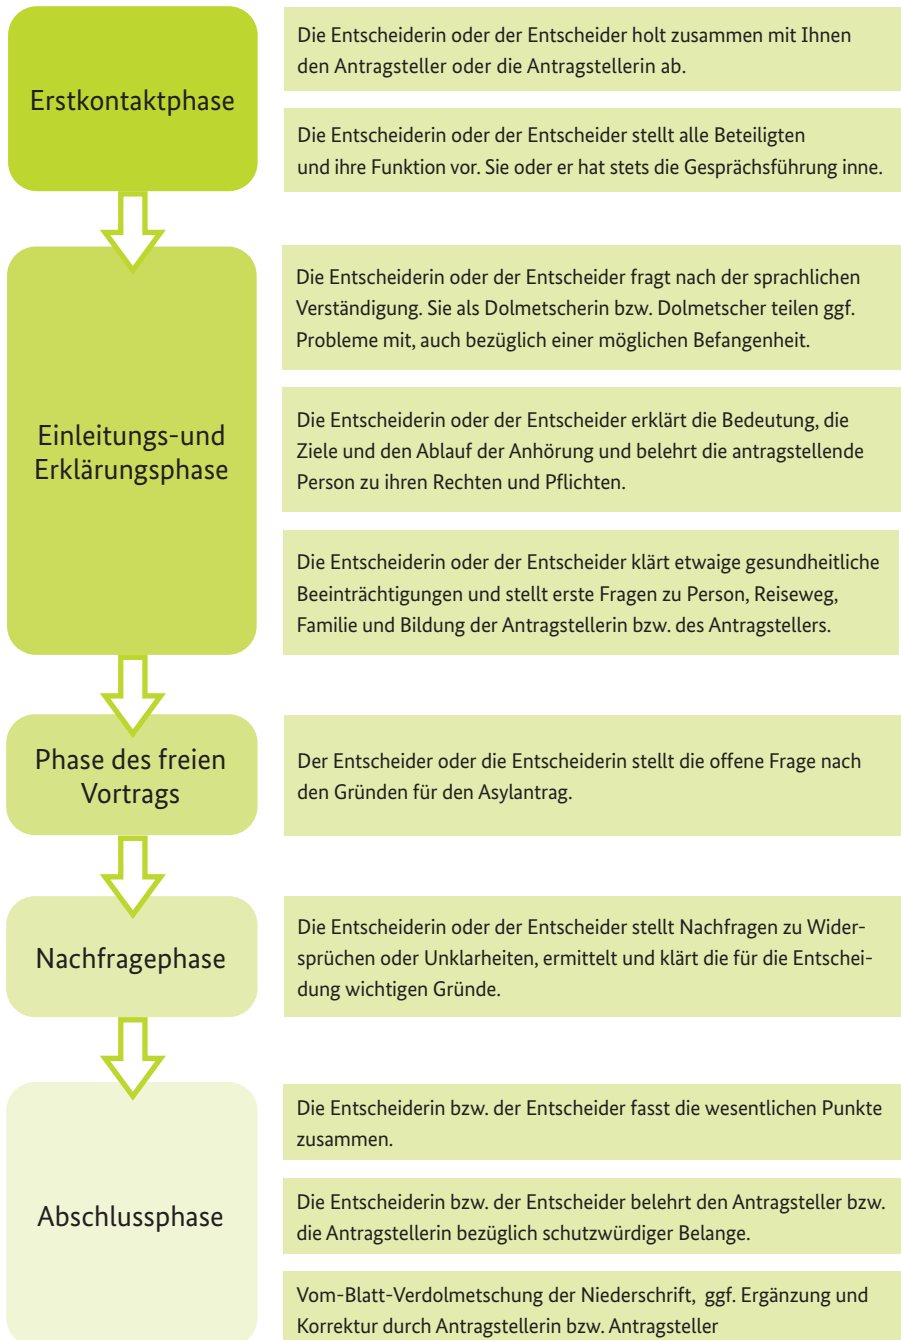 Erstkontaktphase
Die Entscheiderin oder der Entscheider holt zusammen mit Ihnen
den Antragsteller oder die Antragstellerin ab.
Die Entscheiderin oder der Entscheider stellt alle Beteiligten
und ihre Funktion vor. Sie oder er hat stets die Gesprächsführung inne.
Einleitungs-und
Erklärungsphase
Die Entscheiderin oder der Entscheider fragt nach der sprachlichen
Verständigung. Sie als Dolmetscherin bzw. Dolmetscher teilen ggf.
Probleme mit, auch bezüglich einer möglichen Befangenheit.
Die Entscheiderin oder der Entscheider erklärt die Bedeutung, die
Ziele und den Ablauf der Anhörung und belehrt die antragstellende
Person zu ihren Rechten und Pflichten.
Die Entscheiderin oder der Entscheider klärt etwaige gesundheitliche
Beeinträchtigungen und stellt erste Fragen zu Person, Reiseweg,
Familie und Bildung der Antragstellerin bzw. des Antragstellers.
Phase des freien
Vortrags
Der Entscheider oder die Entscheiderin stellt die offene Frage nach
den Gründen für den Asylantrag.
Nachfragephase
Die Entscheiderin oder der Entscheider stellt Nachfragen zu Wider-
sprüchen oder Unklarheiten, ermittelt und klärt die für die Entschei-
dung wichtigen Gründe.
Abschlussphase
Die Entscheiderin bzw. der Entscheider fasst die wesentlichen Punkte
zusammen.
Die Entscheiderin bzw. der Entscheider belehrt den Antragsteller bzw.
die Antragstellerin bezüglich schutzwürdiger Belange.
Vom-Blatt-Verdolmetschung der Niederschrift, ggf. Ergänzung und
Korrektur durch Antragstellerin bzw. Antragsteller